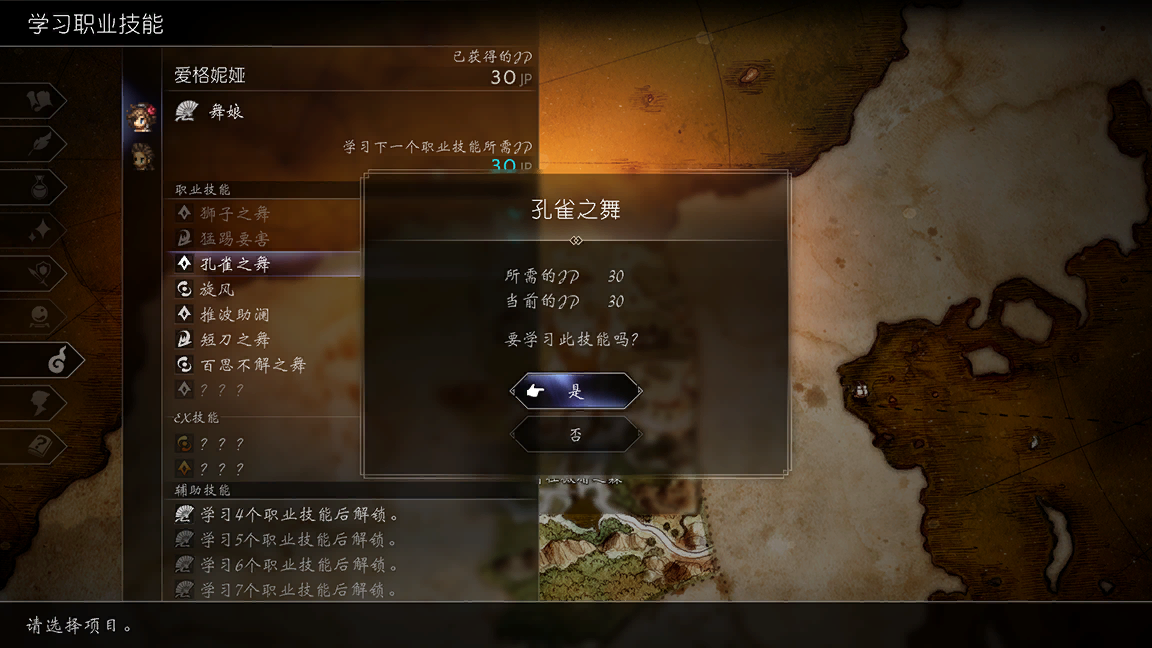 学习职业技能
已获得的JP
爱格妮娅
30 JP
舞娘
学习下一个职业技能所需JP
30 JP
职业技能
狮子之舞
猛踢要害
孔雀之舞
旋风
推波助澜
短刀之舞
百思不解之舞
? ? ?
EX技能
? ? ?
? ? ?
辅助技能
学习4个职业技能后解锁。
学习5个职业技能后解锁。
学习6个职业技能后解锁。
学习7个职业技能后解锁。
孔雀之舞
所需的JP 30
当前的JP 30
要学习此技能吗?
是
否
请选择项目。